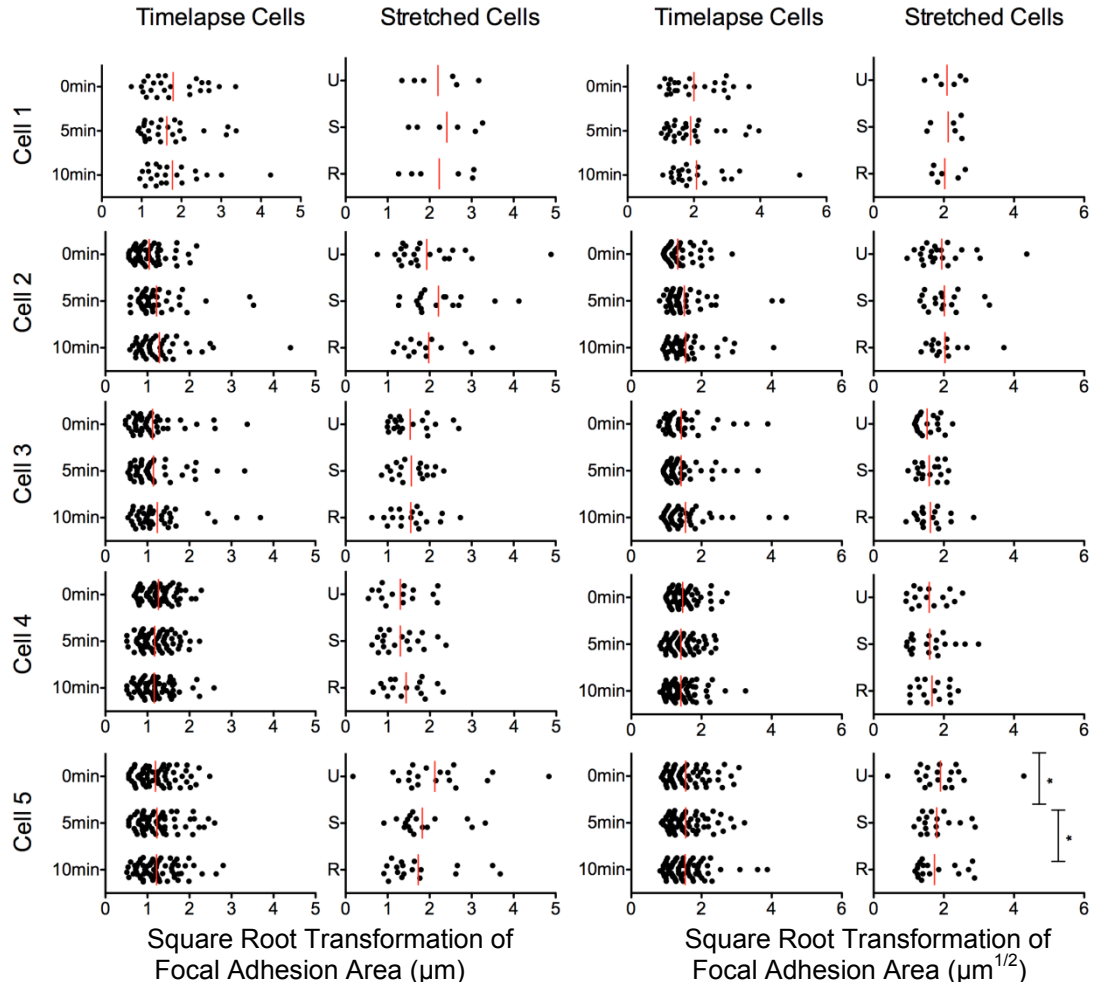 Timelapse Cells Stretched Cells Timelapse Cells Stretched Cells
Cell 1
0min U 0min U
5min S 5min S
10min R 10min R
0 1 2 3 4 5 0 1 2 3 4 5 0 2 4 6 0 2 4 6
Cell 2
0min U 0min U
5min S 5min S
10min R 10min R
0 1 2 3 4 5 0 1 2 3 4 5 0 2 4 6 0 2 4 6
Cell 3
0min U 0min U
5min S 5min S
10min R 10min R
0 1 2 3 4 5 0 1 2 3 4 5 0 2 4 6 0 2 4 6
Cell 4
0min U 0min U
5min S 5min S
10min R 10min R
0 1 2 3 4 5 0 1 2 3 4 5 0 2 4 6 0 2 4 6
Cell 5
0min U 0min U *
5min S 5min S *
10min R 10min R
0 1 2 3 4 5 0 1 2 3 4 5 0 2 4 6 0 2 4 6
Square Root Transformation of Square Root Transformation of
Focal Adhesion Area (μm) Focal Adhesion Area (μm^1/2)